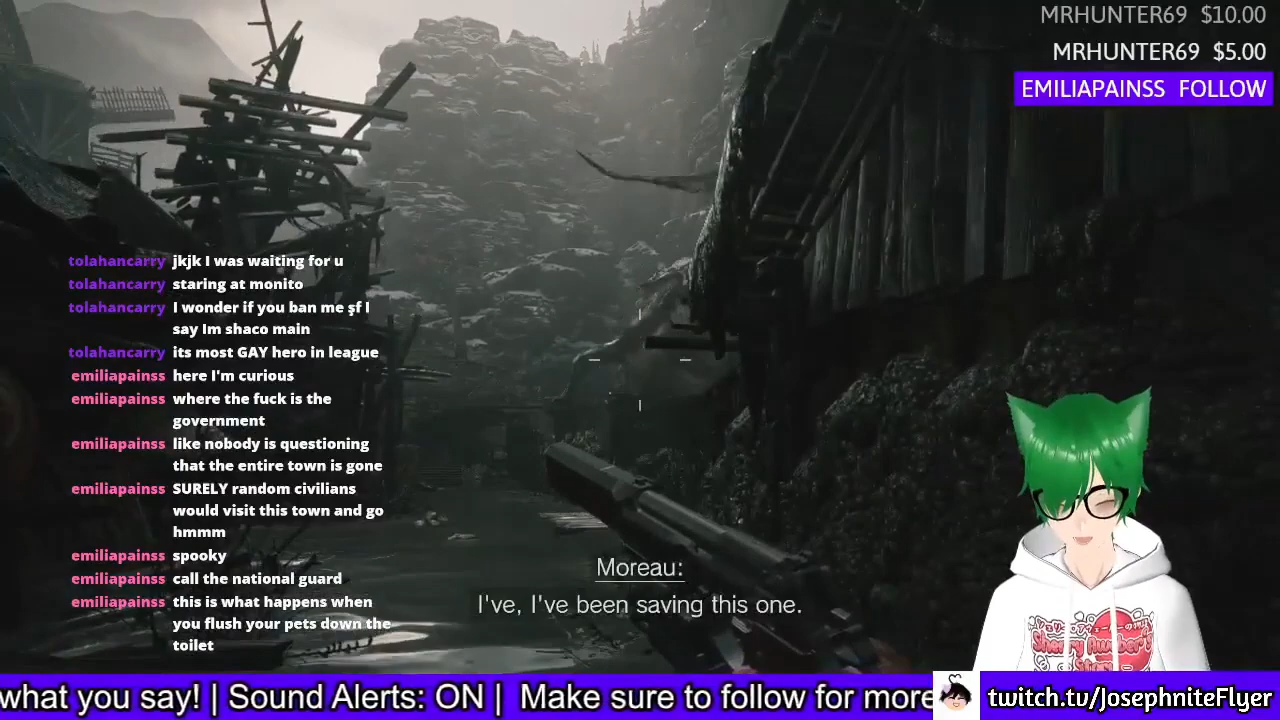 MRHUNTER69 $10.00
MRHUNTER69 $5.00
EMILIAPAINSS FOLLOW
tolahancarry jkjk I was waiting for u
tolahancarry staring at monito
tolahancarry I wonder if you ban me şf I
say Im shaco main
tolahancarry its most GAY hero in league
emiliapainss here I'm curious
emiliapainss where the fuck is the
government
emiliapainss like nobody is questioning
that the entire town is gone
emiliapainss SURELY random civilians
would visit this town and go
hmmm
emiliapainss spooky
emiliapainss call the national guard
emiliapainss this is what happens when
you flush your pets down the
toilet
Moreau:
I've, I've been saving this one.
what you say! | Sound Alerts: ON | Make sure to follow for more
twitch.tv/JosephniteFlyer